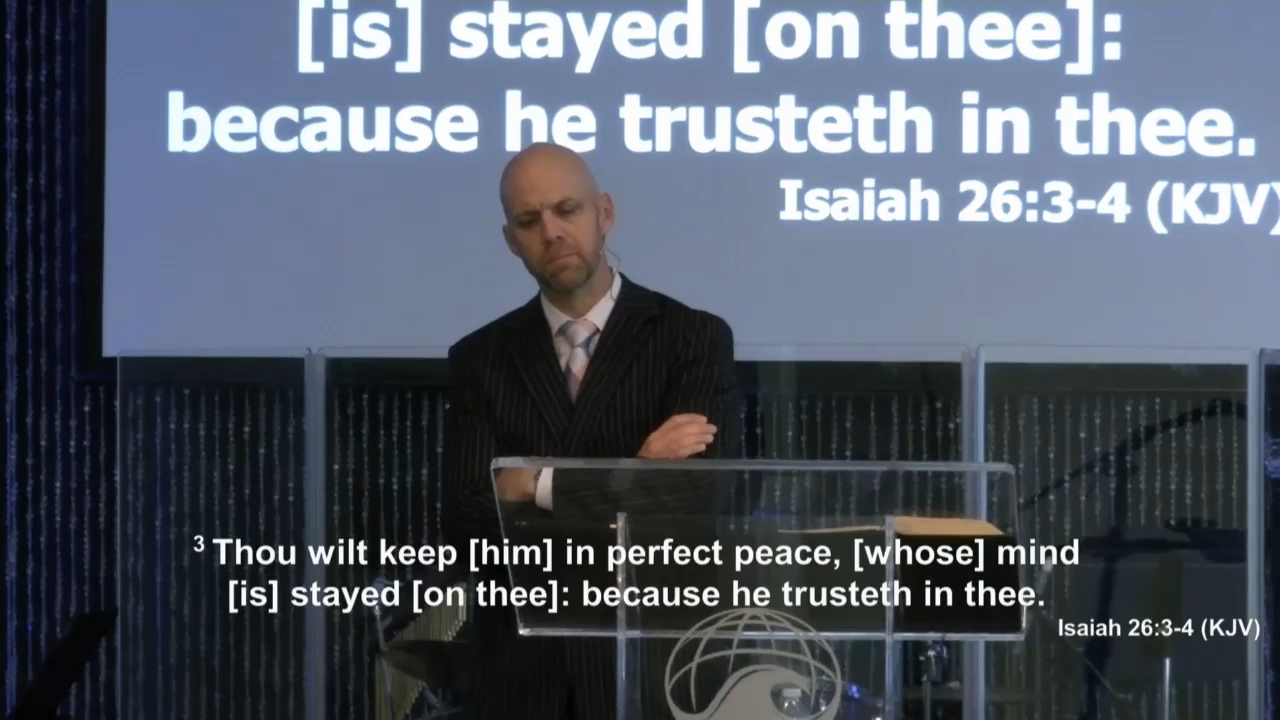 [is] stayed [on thee]:
because he trusteth in thee.
Isaiah 26:3-4 (KJV)
3 Thou wilt keep [him] in perfect peace, [whose] mind
[is] stayed [on thee]: because he trusteth in thee.
Isaiah 26:3-4 (KJV)